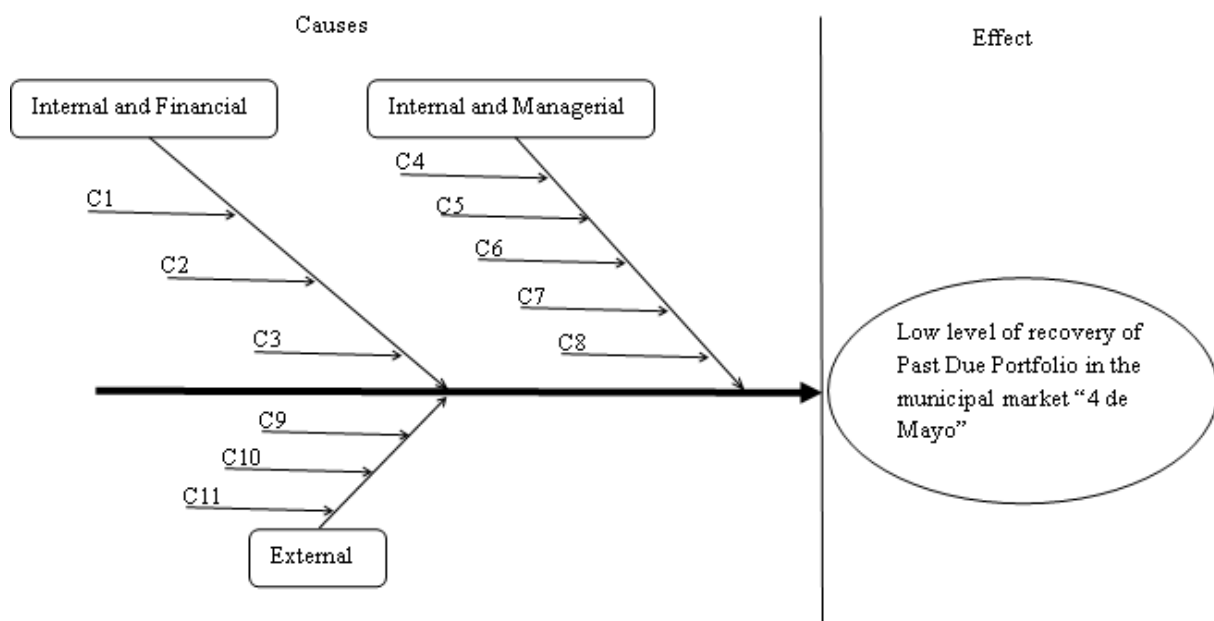 Causes
Effect
Internal and Financial
Internal and Managerial
C1
C2
C3
C4
C5
C6
C7
C8
Low level of recovery of
Past Due Portfolio in the
municipal market “4 de
Mayo”
C9
C10
C11
External